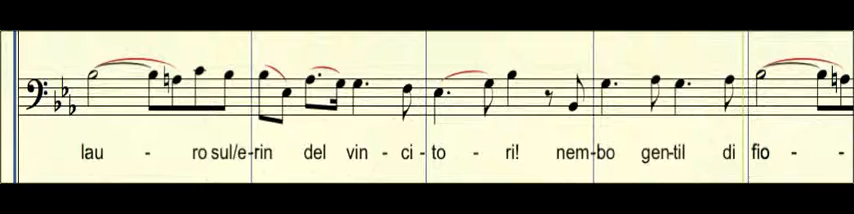 lau - ro sul/e-rin del vin - ci - to - ri! nem-bo gen-til di fio - -